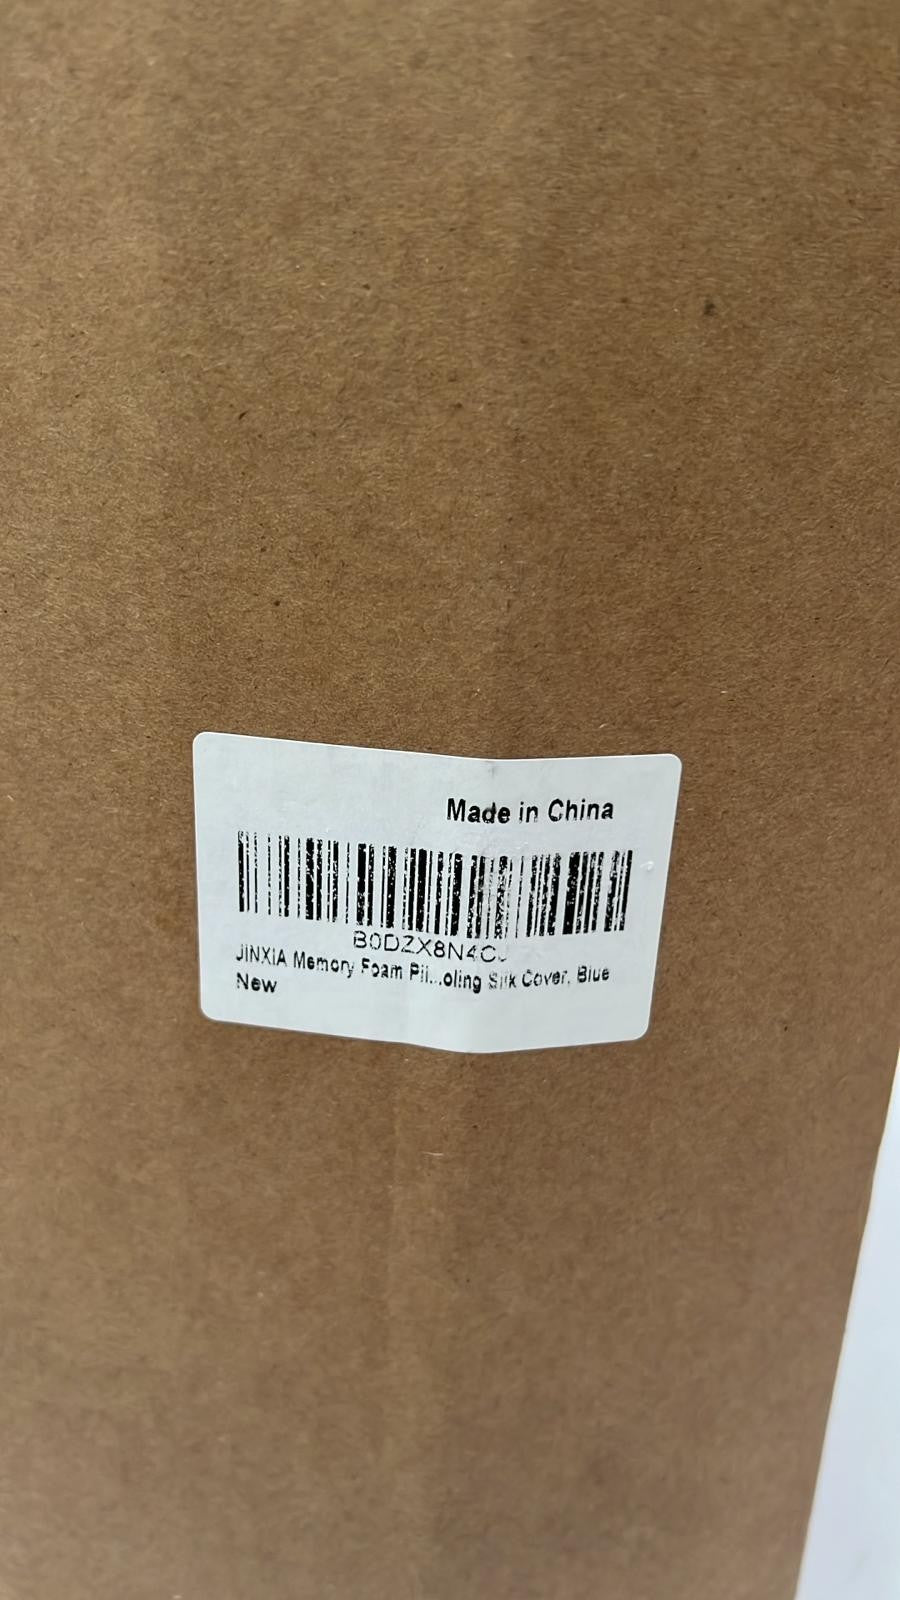 Made in China
JINXIA Memory Foam Pil...oling Silk Cover, Blue
New